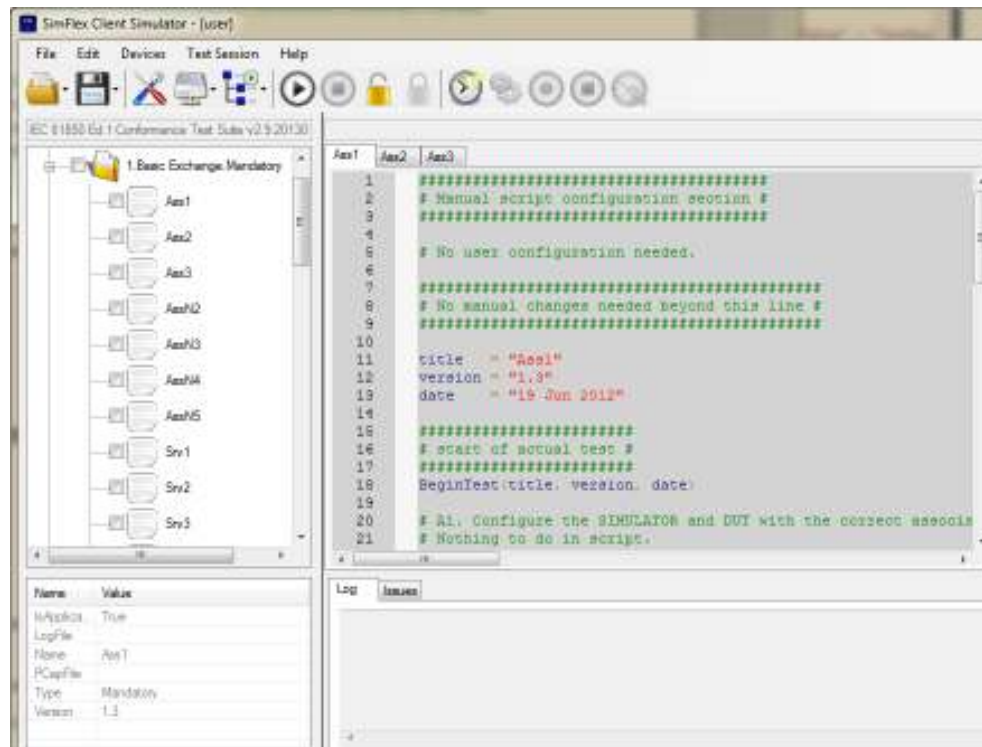 SimFlex Client Simulator - [user]
File Edit Devices Test Session Help
IEC 61850 Ed 1 Conformance Test Suite v2.9.20130
1.Basic Exchange.Mandatory
Ass1
Ass2
Ass3
AssN2
AssN3
AssN4
AssN5
Srv1
Srv2
Srv3
Name Value
IsApplica... True
LogFile
Name Ass1
PCapFile
Type Mandatory
Version 1.3
Ass1 Ass2 Ass3
1 #######################################
2 # Manual script configuration section #
3 #######################################
4
5 # No user configuration needed.
6
7 #############################################
8 # No manual changes needed beyond this line #
9 #############################################
10
11 title = "Ass1"
12 version = "1.3"
13 date = "19 Jun 2012"
14
15 ########################
16 # start of actual test #
17 ########################
18 BeginTest(title, version, date)
19
20 # A1. Configure the SIMULATOR and DUT with the correct associa
21 # Nothing to do in script.
Log Issues